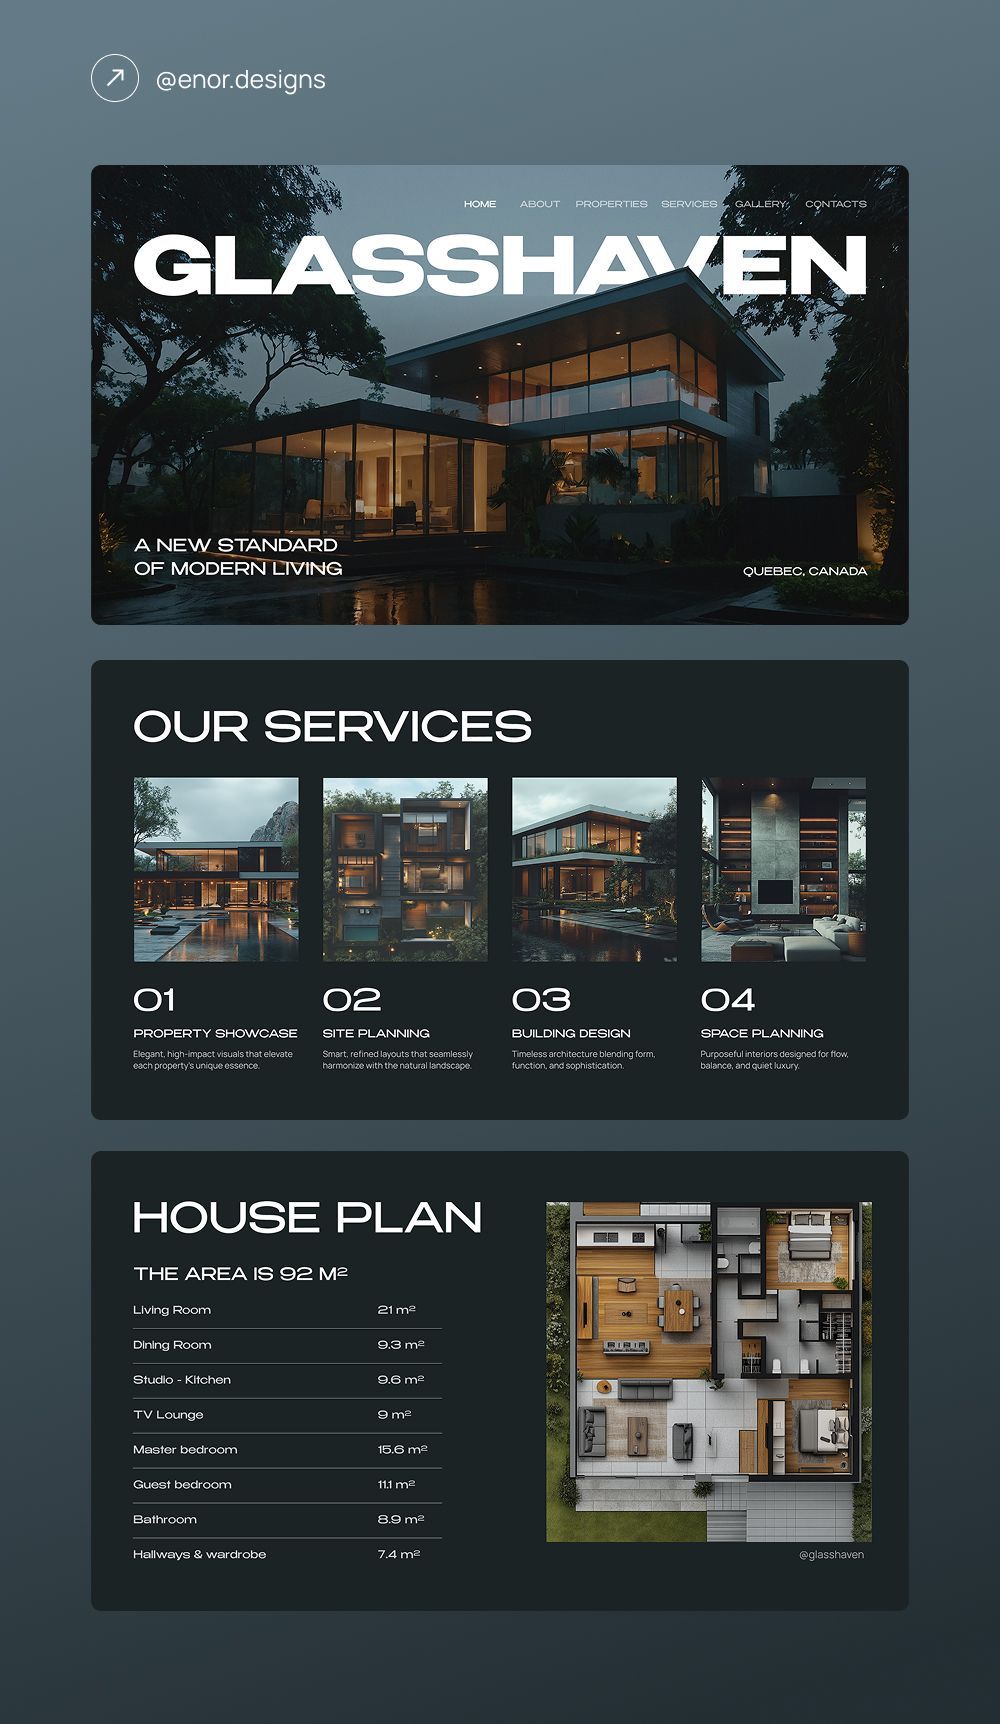 @enor.designs
HOME ABOUT PROPERTIES SERVICES GALLERY CONTACTS
GLASSHAVEN
A NEW STANDARD
OF MODERN LIVING
QUEBEC, CANADA
OUR SERVICES
01
PROPERTY SHOWCASE
Elegant, high-impact visuals that elevate
each property's unique essence.
02
SITE PLANNING
Smart, refined layouts that seamlessly
harmonize with the natural landscape.
03
BUILDING DESIGN
Timeless architecture blending form,
function, and sophistication.
04
SPACE PLANNING
Purposeful interiors designed for flow,
balance, and quiet luxury.
HOUSE PLAN
THE AREA IS 92 M²
Living Room 21 m²
Dining Room 9.3 m²
Studio - Kitchen 9.6 m²
TV Lounge 9 m²
Master bedroom 15.6 m²
Guest bedroom 11.1 m²
Bathroom 8.9 m²
Hallways & wardrobe 7.4 m²
@glasshaven